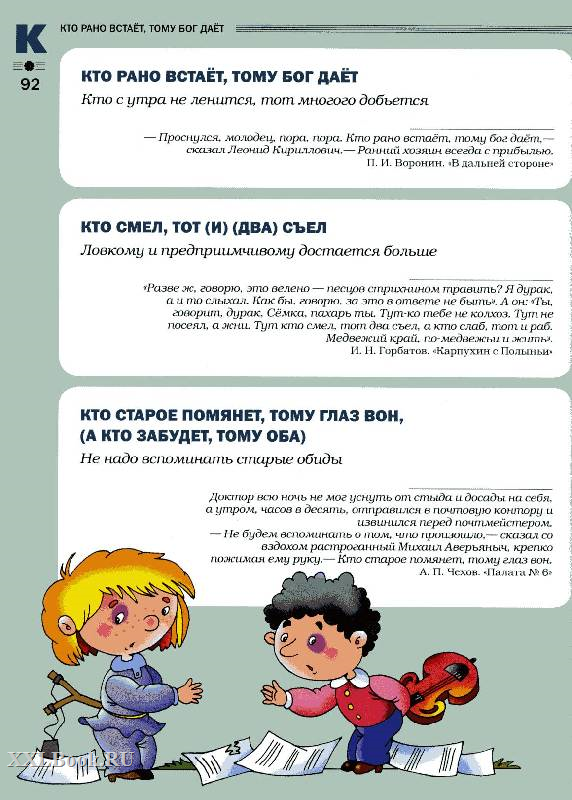 К
КТО РАНО ВСТАЁТ, ТОМУ БОГ ДАЁТ
92
КТО РАНО ВСТАЁТ, ТОМУ БОГ ДАЁТ
Кто с утра не ленится, тот многого добьется
— Проснулся, молодец, пора, пора. Кто рано встаёт, тому бог даёт,—
сказал Леонид Кириллович.— Ранний хозяин всегда с прибылью.
П. И. Воронин. «В дальней стороне»
КТО СМЕЛ, ТОТ (И) (ДВА) СЪЕЛ
Ловкому и предприимчивому достается больше
«Разве ж, говорю, это велено — песцов стрихнином травить? Я дурак,
а и то слыхал. Как бы, говорю, за это в ответе не быть». А он: «Ты,
говорит, дурак, Сёмка, пахарь ты. Тут-ко тебе не колхоз. Тут не
посеял, а жни. Тут кто смел, тот два съел, а кто слаб, тот и раб.
Медвежий край, по-медвежьи и жить».
И. Н. Горбатов. «Карпухин с Полыньи»
КТО СТАРОЕ ПОМЯНЕТ, ТОМУ ГЛАЗ ВОН,
(А КТО ЗАБУДЕТ, ТОМУ ОБА)
Не надо вспоминать старые обиды
Доктор всю ночь не мог уснуть от стыда и досады на себя,
а утром, часов в десять, отправился в почтовую контору и
извинился перед почтмейстером.
— Не будем вспоминать о том, что произошло,— сказал со
вздохом растроганный Михаил Аверьяныч, крепко
пожимая ему руку.— Кто старое помянет, тому глаз вон.
А. П. Чехов. «Палата № 6»
XXLBook.RU